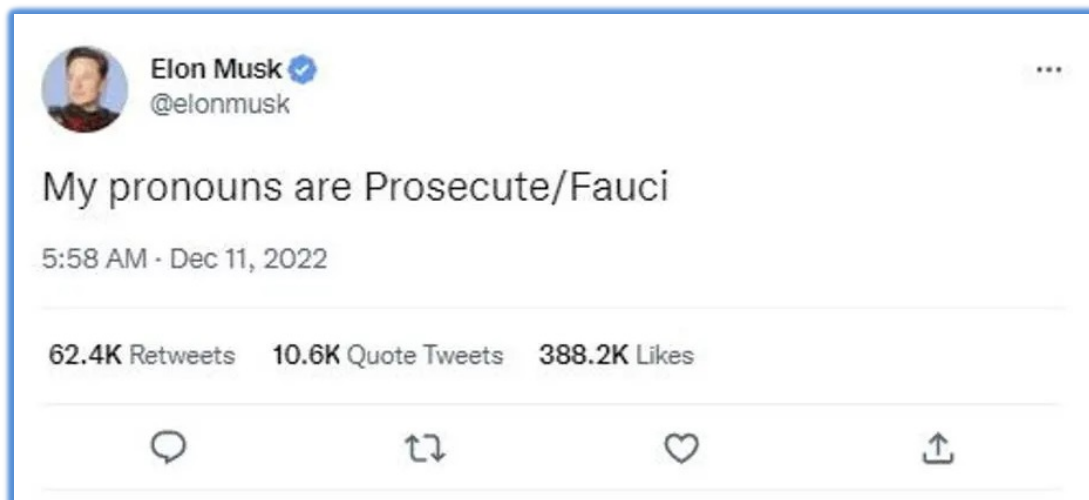 Elon Musk
@elonmusk
My pronouns are Prosecute/Fauci
5:58 AM · Dec 11, 2022
62.4K Retweets 10.6K Quote Tweets 388.2K Likes